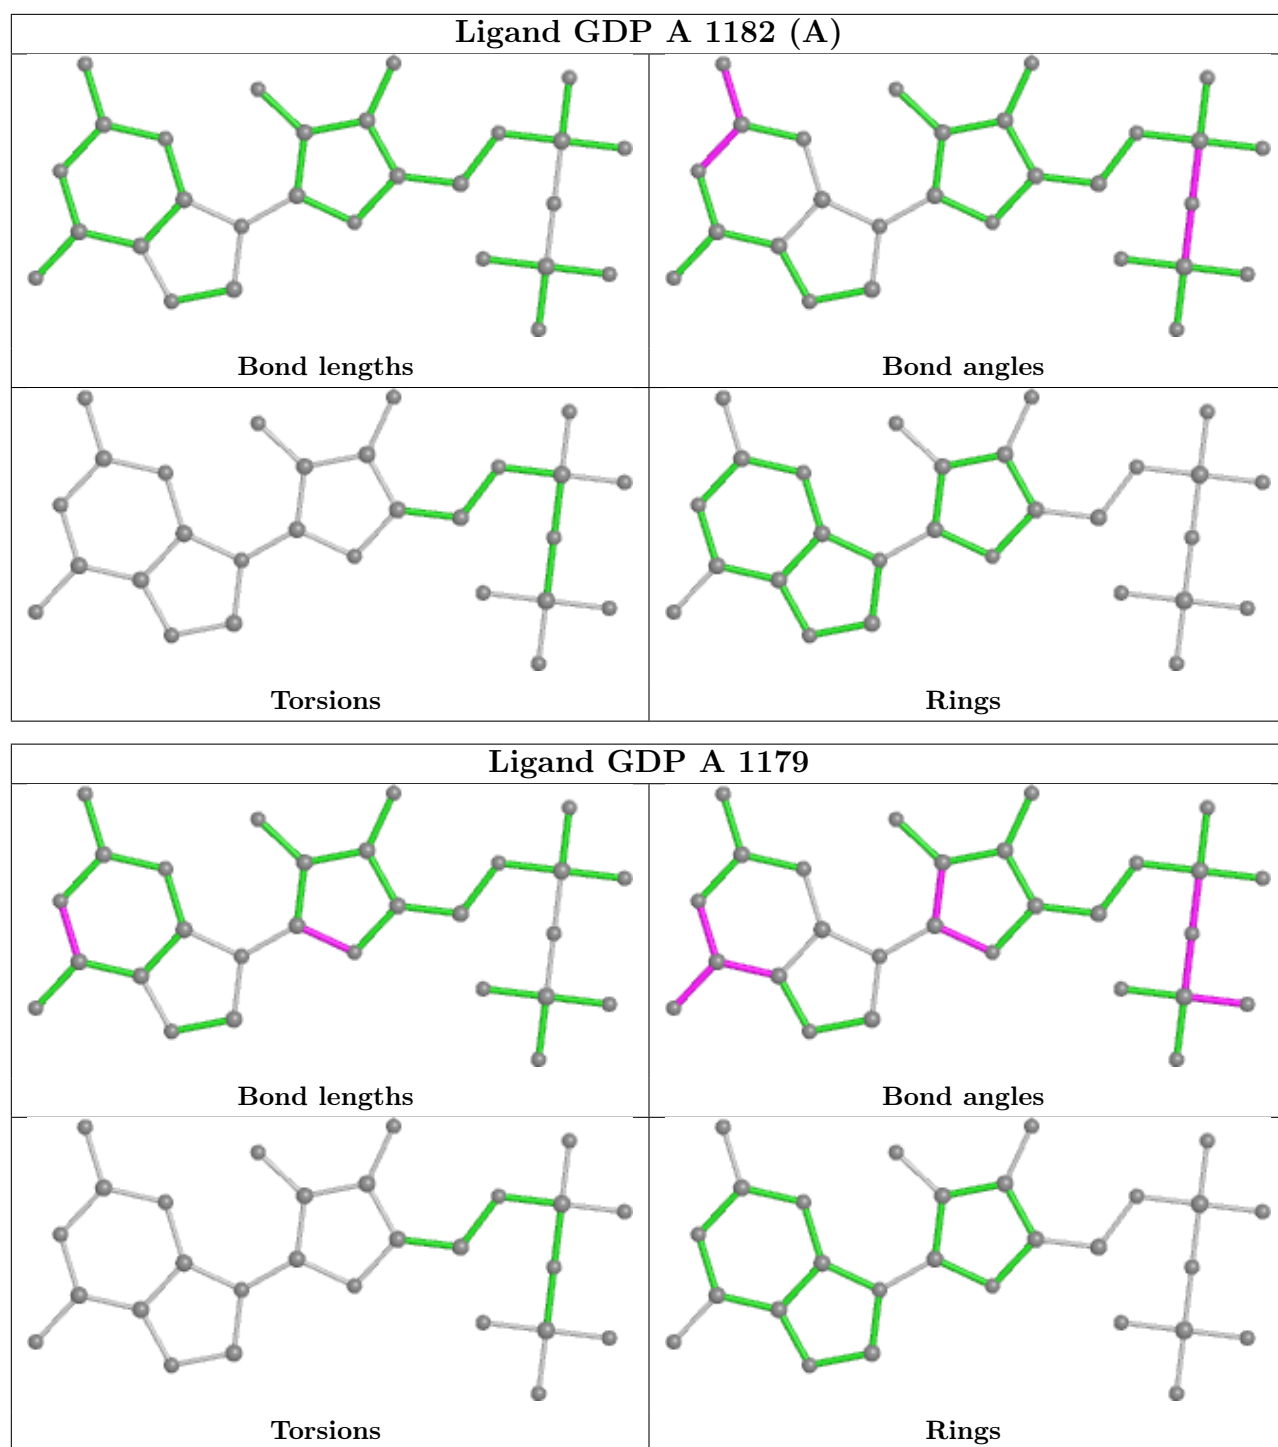 Ligand GDP A 1182 (A)
Bond lengths
Bond angles
Torsions
Rings
Ligand GDP A 1179
Bond lengths
Bond angles
Torsions
Rings